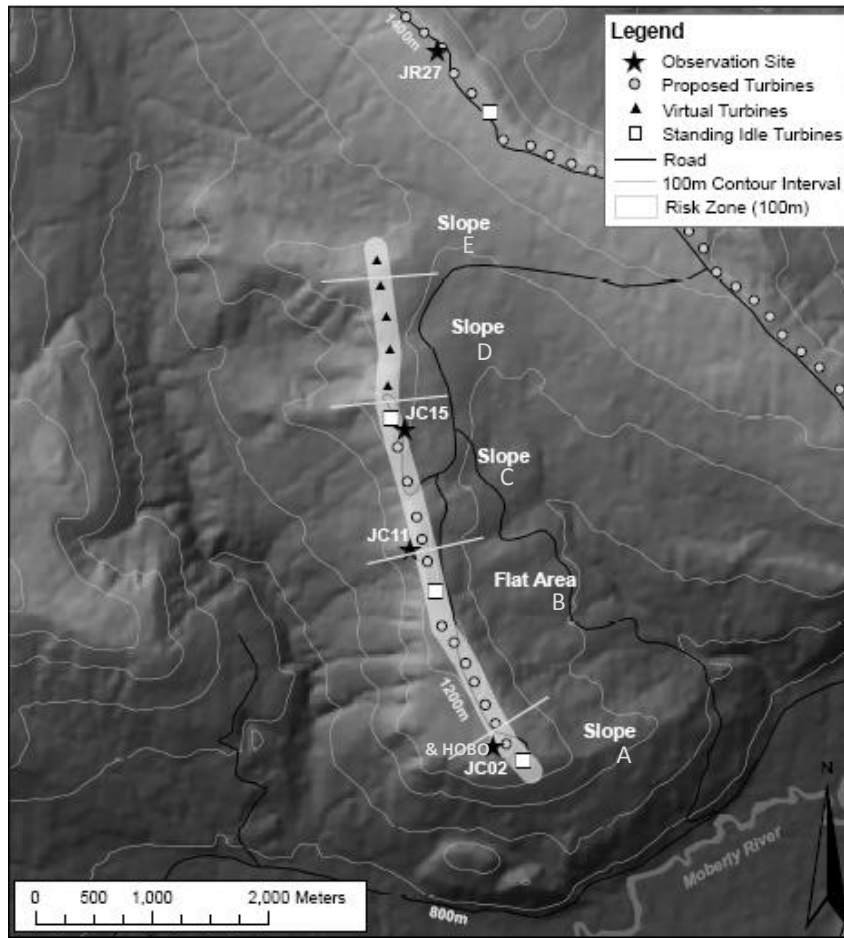 1400m
JR27
Legend
Observation Site
Proposed Turbines
Virtual Turbines
Standing Idle Turbines
Road
100m Contour Interval
Risk Zone (100m)
Slope
E
Slope
D
JC15
Slope
C
JC11
Flat Area
B
1200m
Slope
A
& HOBO
JC02
N
Moberly River
0 500 1,000 2,000 Meters
800m